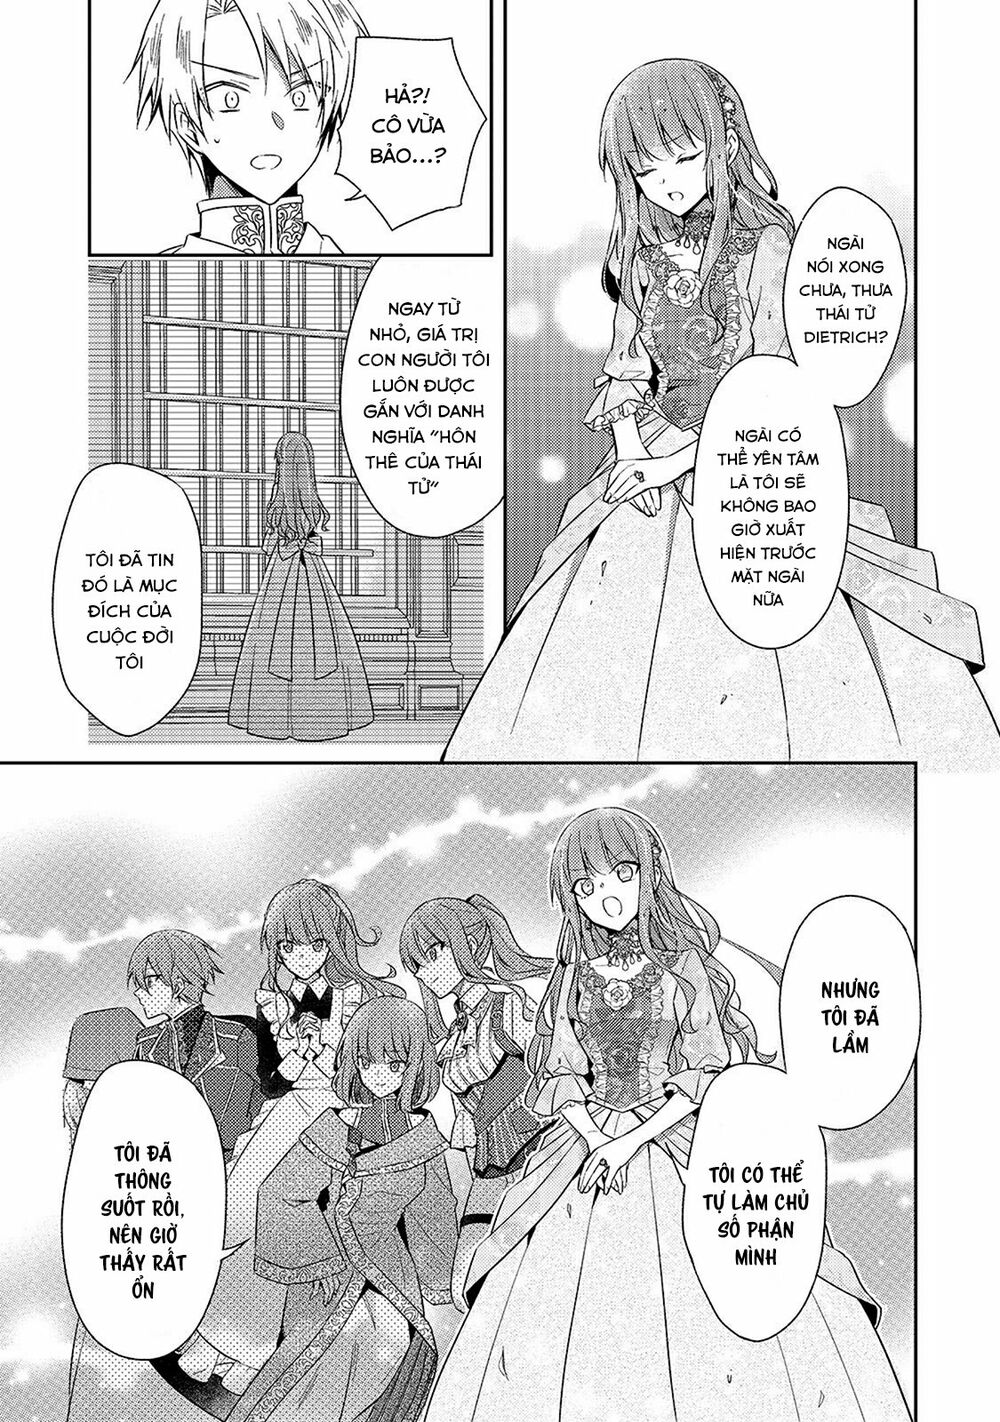 NGÀI
NÓI XONG
CHƯA, THƯA
THÁI TỬ
DIETRICH?
NGÀI CÓ
THỂ YÊN TÂM
LÀ TÔI SẼ
KHÔNG BAO
GIỜ XUẤT
HIỆN TRƯỚC
MẶT NGÀI
NỮA
HẢ?!
CÔ VỪA
BẢO...?
NGAY TỪ
NHỎ, GIÁ TRỊ
CON NGƯỜI TÔI
LUÔN ĐƯỢC
GẮN VỚI DANH
NGHĨA "HÔN
THÊ CỦA THÁI
TỬ"
TÔI ĐÃ TIN
ĐÓ LÀ MỤC
ĐÍCH CỦA
CUỘC ĐỜI
TÔI
NHƯNG
TÔI ĐÃ
LẦM
TÔI CÓ THỂ
TỰ LÀM CHỦ
SỐ PHẬN
MÌNH
TÔI ĐÃ
THÔNG
SUỐT RỒI,
NÊN GIỜ
THẤY RẤT
ỔN